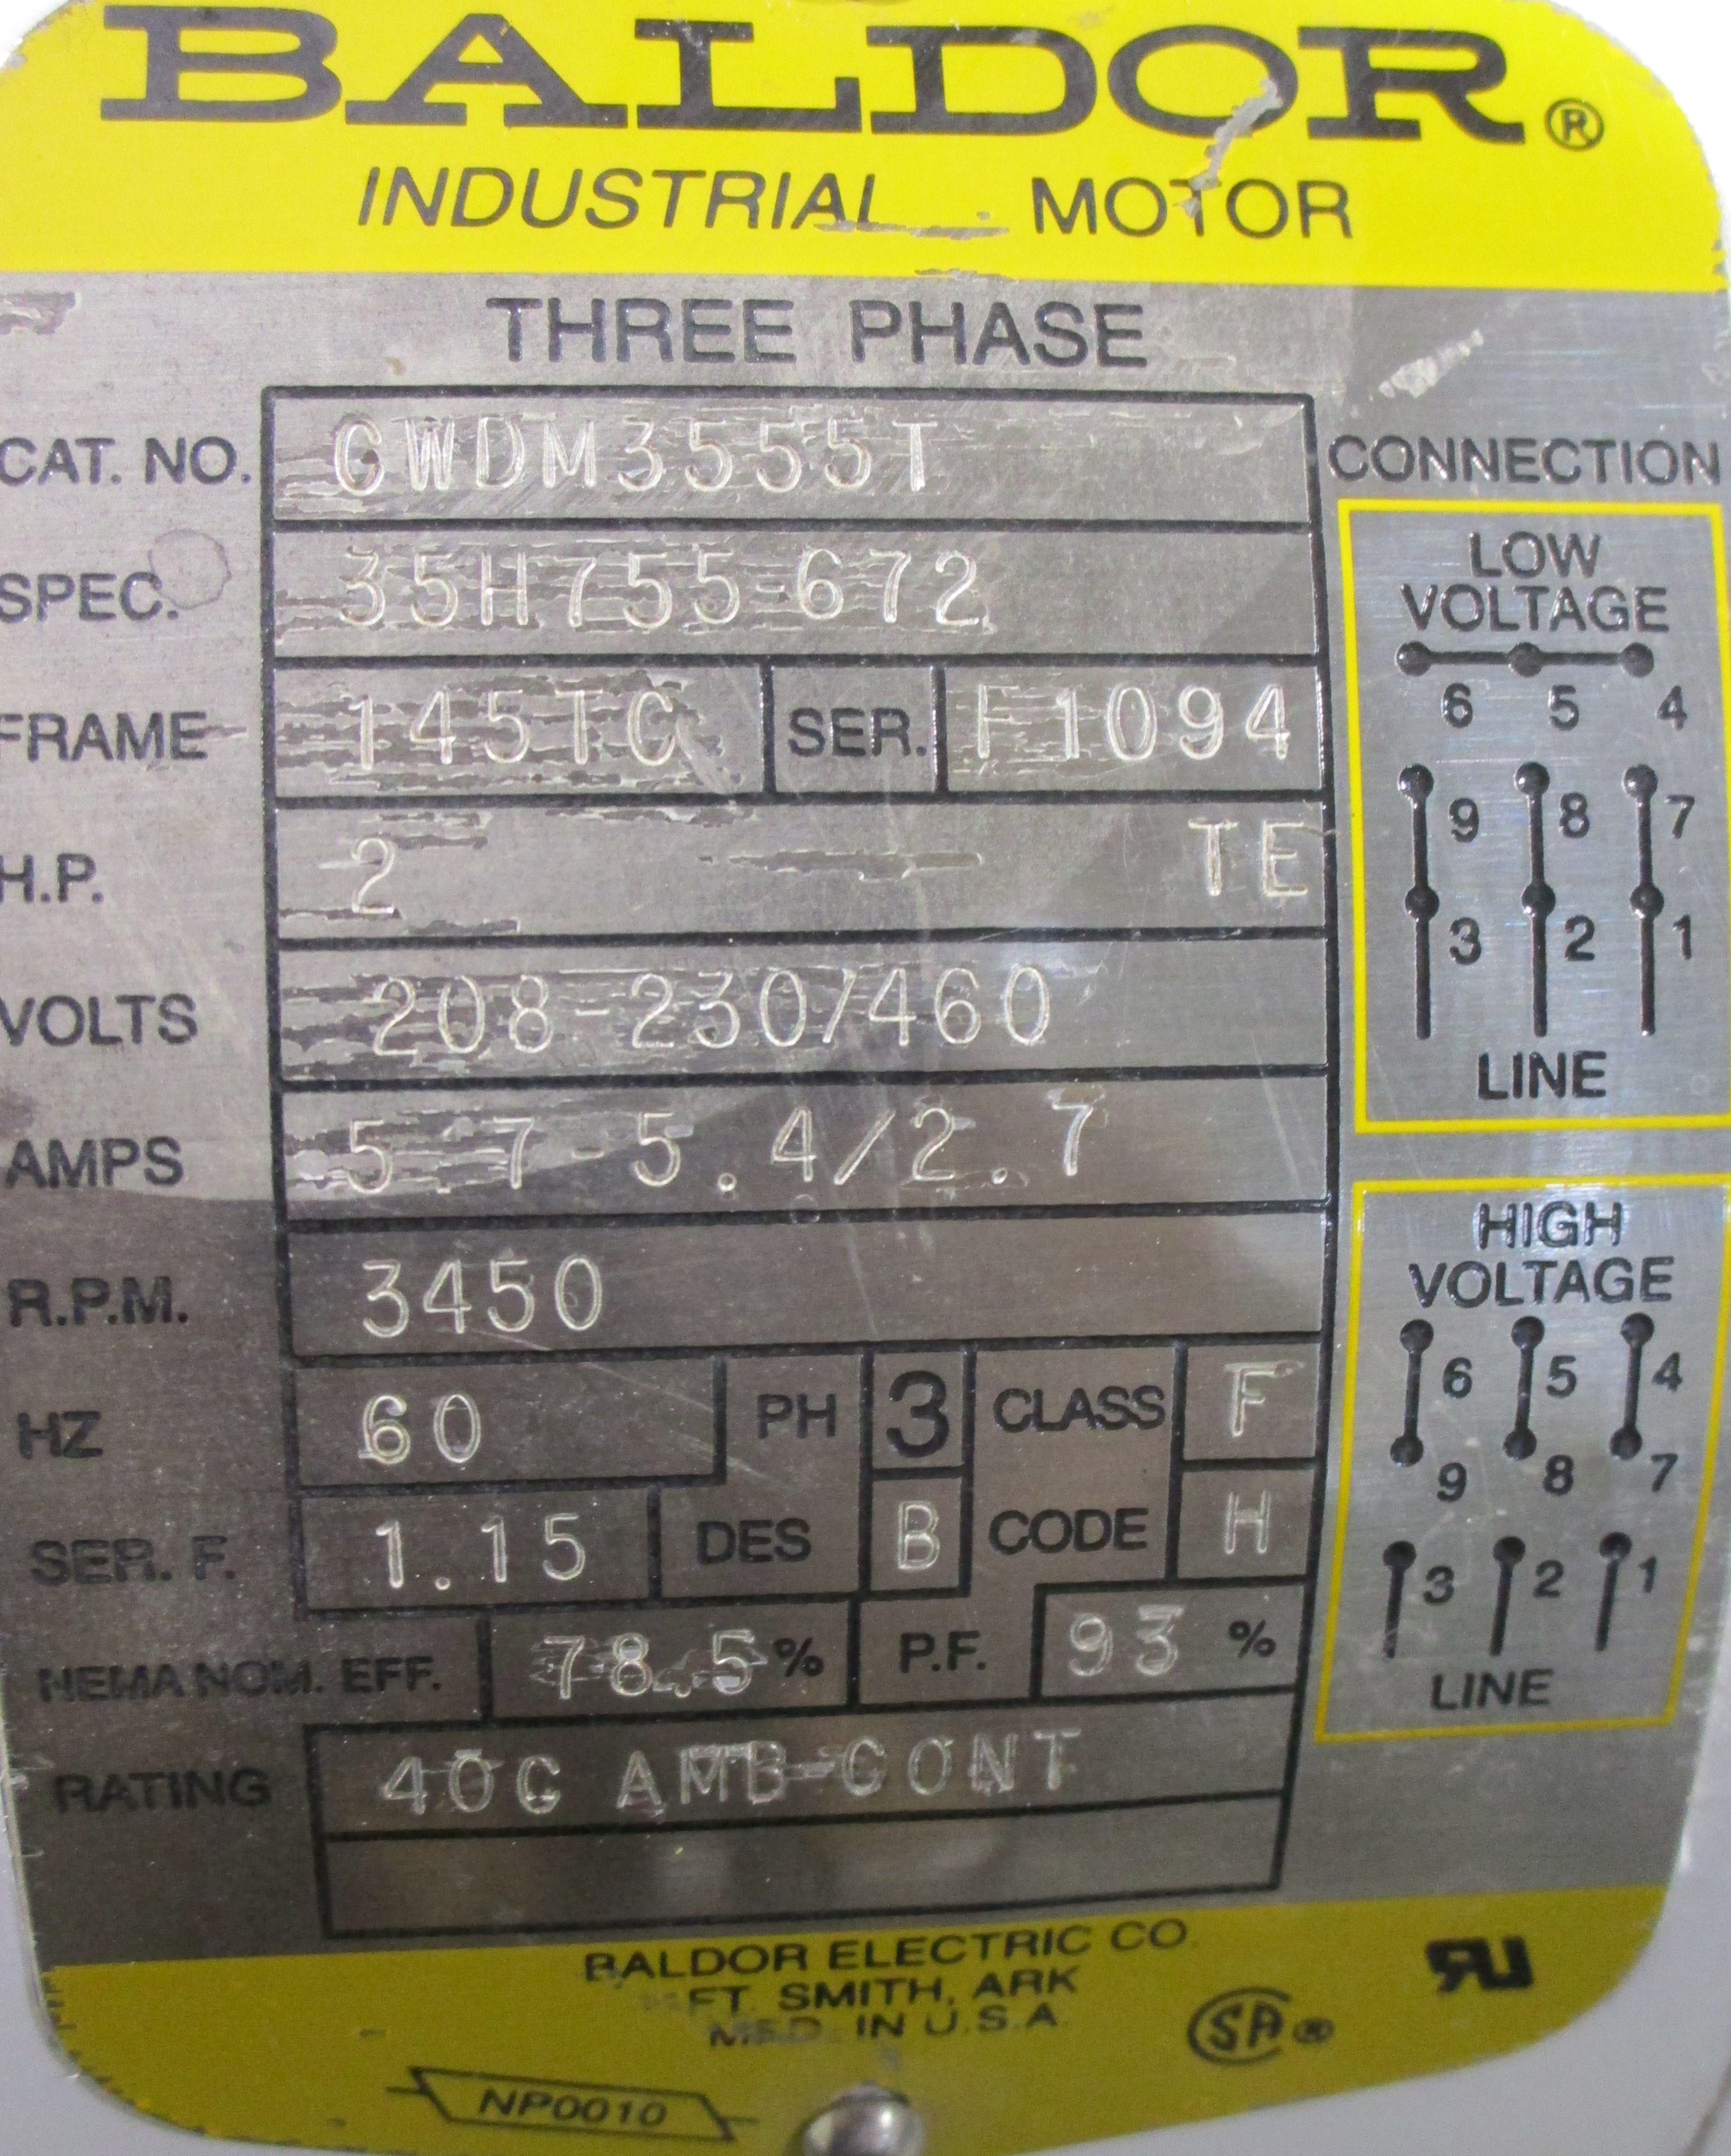 BALDOR®
INDUSTRIAL MOTOR
THREE PHASE
CAT. NO. GWDM3555T
SPEC. 35H755-672
FRAME 145TC SER. F1094
H.P. 2 TE
VOLTS 208-230/460
AMPS 5.7-5.4/2.7
R.P.M. 3450
HZ 60 PH 3 CLASS F
SER. F. 1.15 DES B CODE H
NEMA NOM. EFF. 78.5 % P.F. 93 %
RATING 40C AMB-CONT
CONNECTION
LOW
VOLTAGE
6 5 4
9 8 7
3 2 1
LINE
HIGH
VOLTAGE
6 5 4
9 8 7
3 2 1
LINE
BALDOR ELECTRIC CO.
FT. SMITH, ARK
MFD. IN U.S.A.
SA®
RU
NP0010